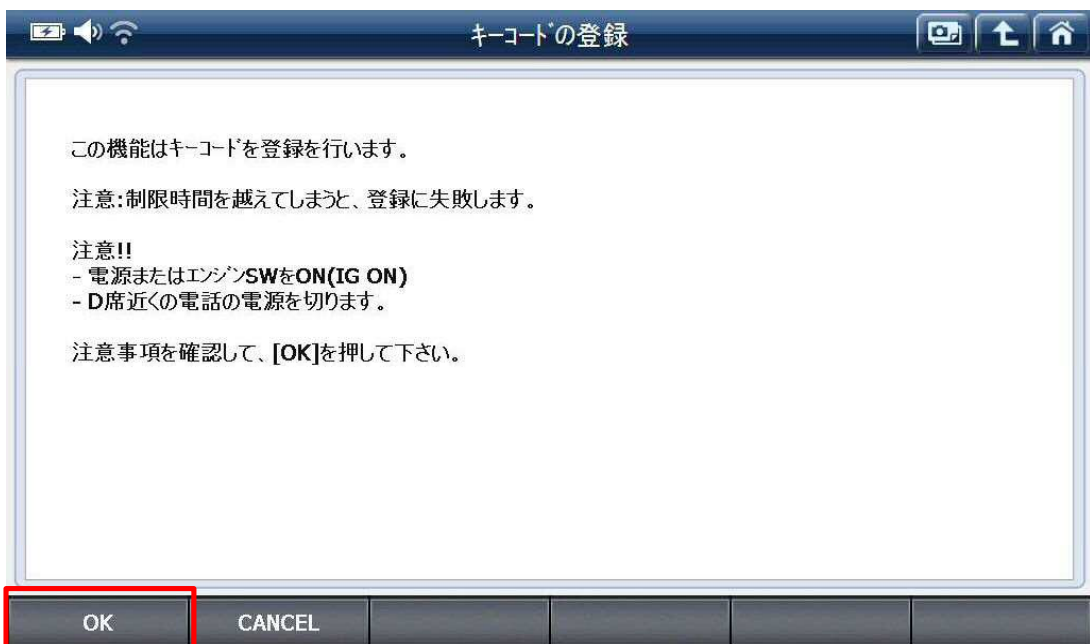 キーコードの登録
この機能はキーコードを登録を行います。
注意:制限時間を越えてしまうと、登録に失敗します。
注意!!
- 電源またはエンジンSWをON(IG ON)
- D席近くの電話の電源を切ります。
注意事項を確認して、[OK]を押して下さい。
OK
CANCEL